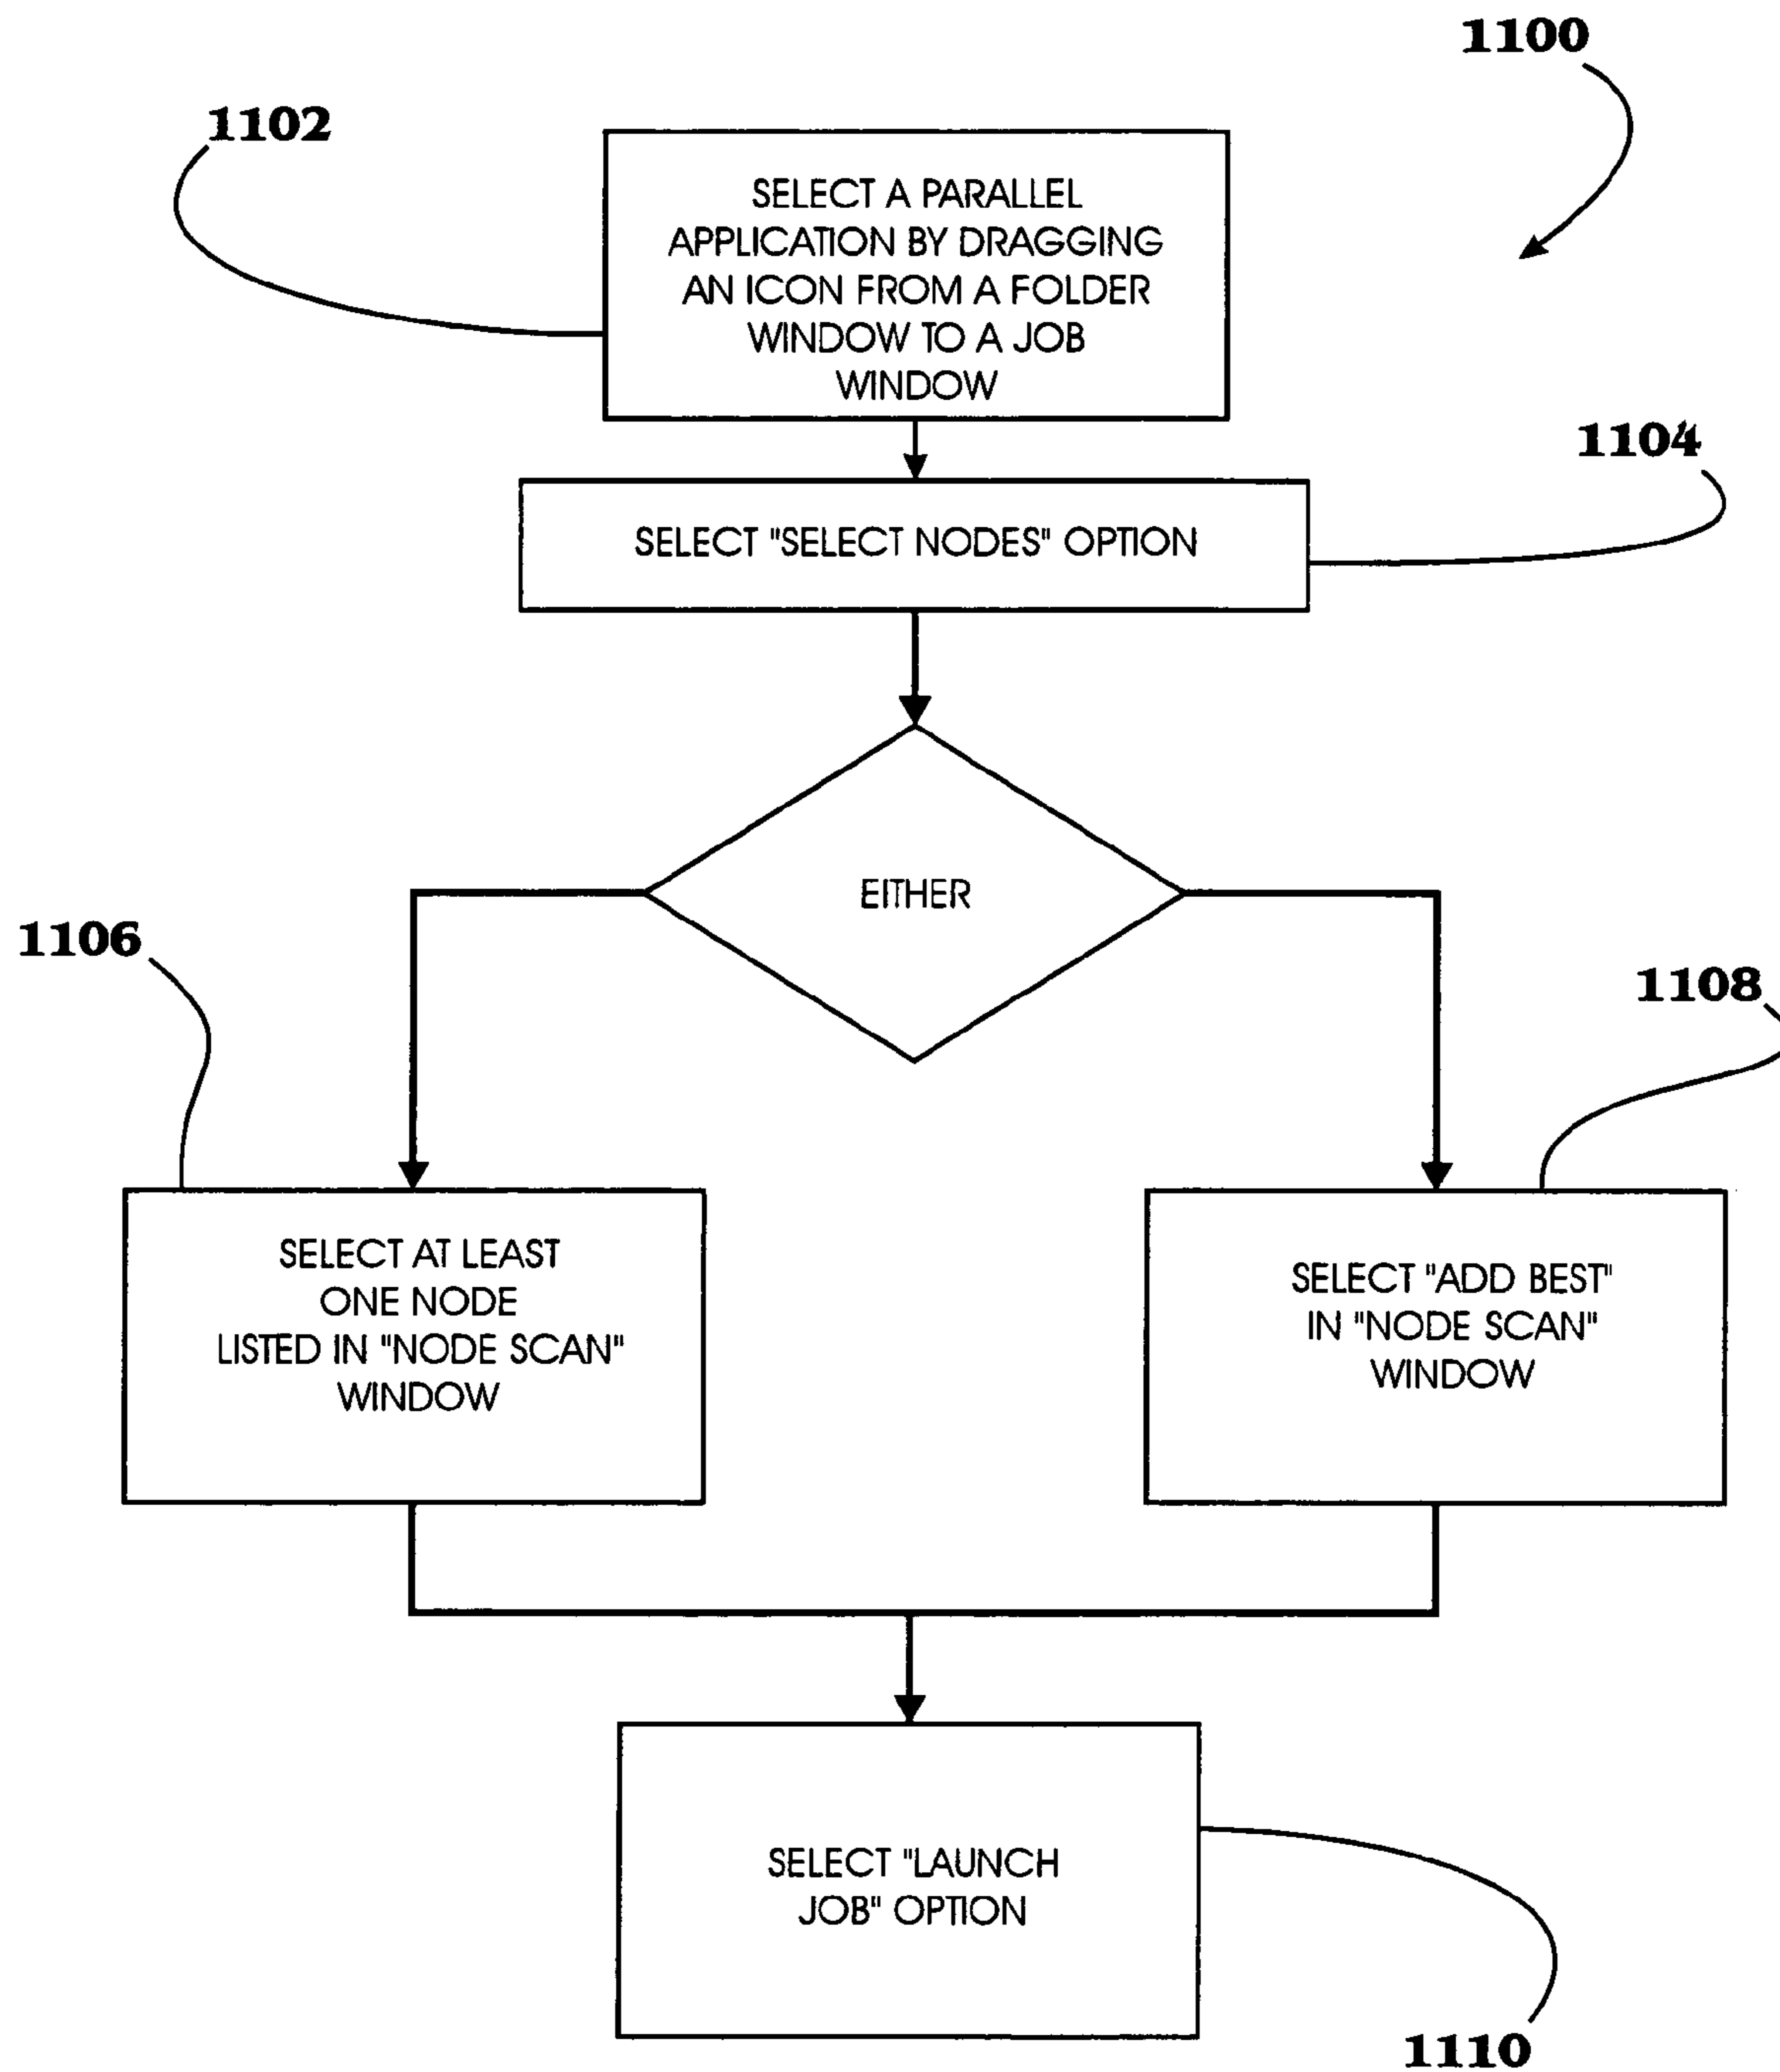 1100
1102
SELECT A PARALLEL
APPLICATION BY DRAGGING
AN ICON FROM A FOLDER
WINDOW TO A JOB
WINDOW
1104
SELECT "SELECT NODES" OPTION
EITHER
1106
1108
SELECT AT LEAST
ONE NODE
LISTED IN "NODE SCAN"
WINDOW
SELECT "ADD BEST"
IN "NODE SCAN"
WINDOW
SELECT "LAUNCH
JOB" OPTION
1110